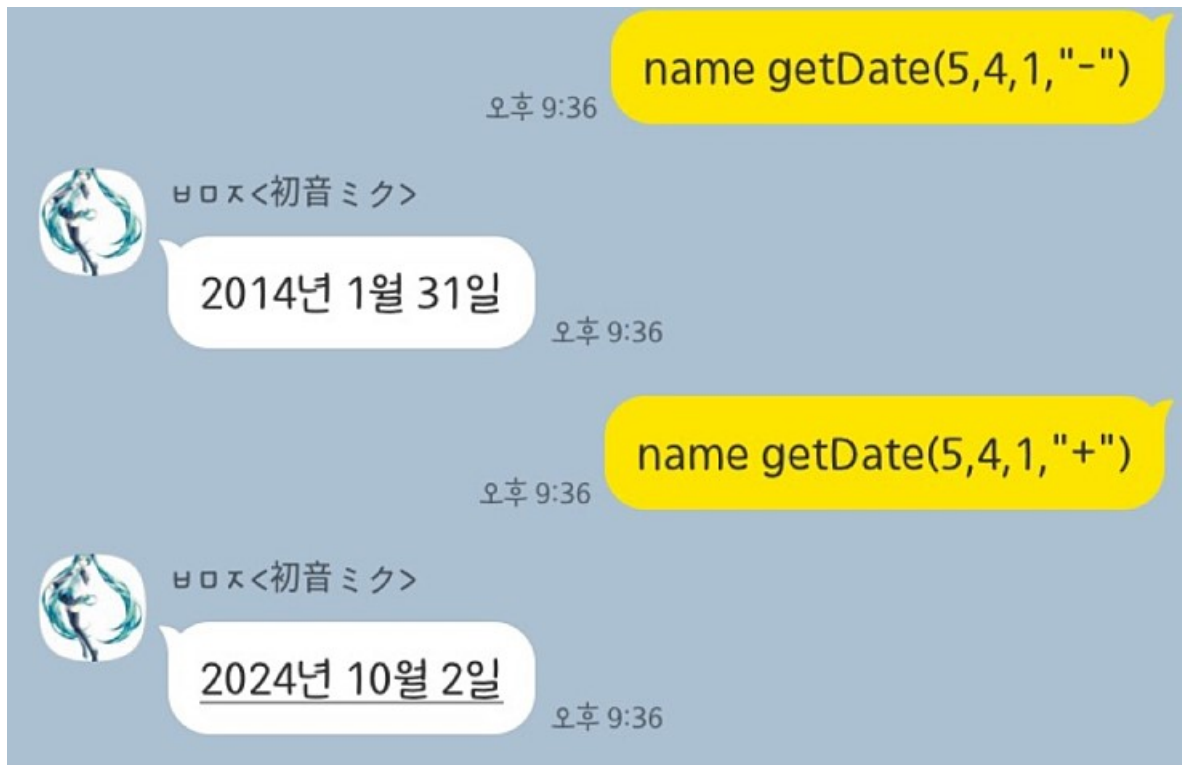 name getDate(5,4,1,"-")
오후 9:36
ㅂㅁㅈ<初音ミク>
2014년 1월 31일
오후 9:36
name getDate(5,4,1,"+")
오후 9:36
ㅂㅁㅈ<初音ミク>
2024년 10월 2일
오후 9:36